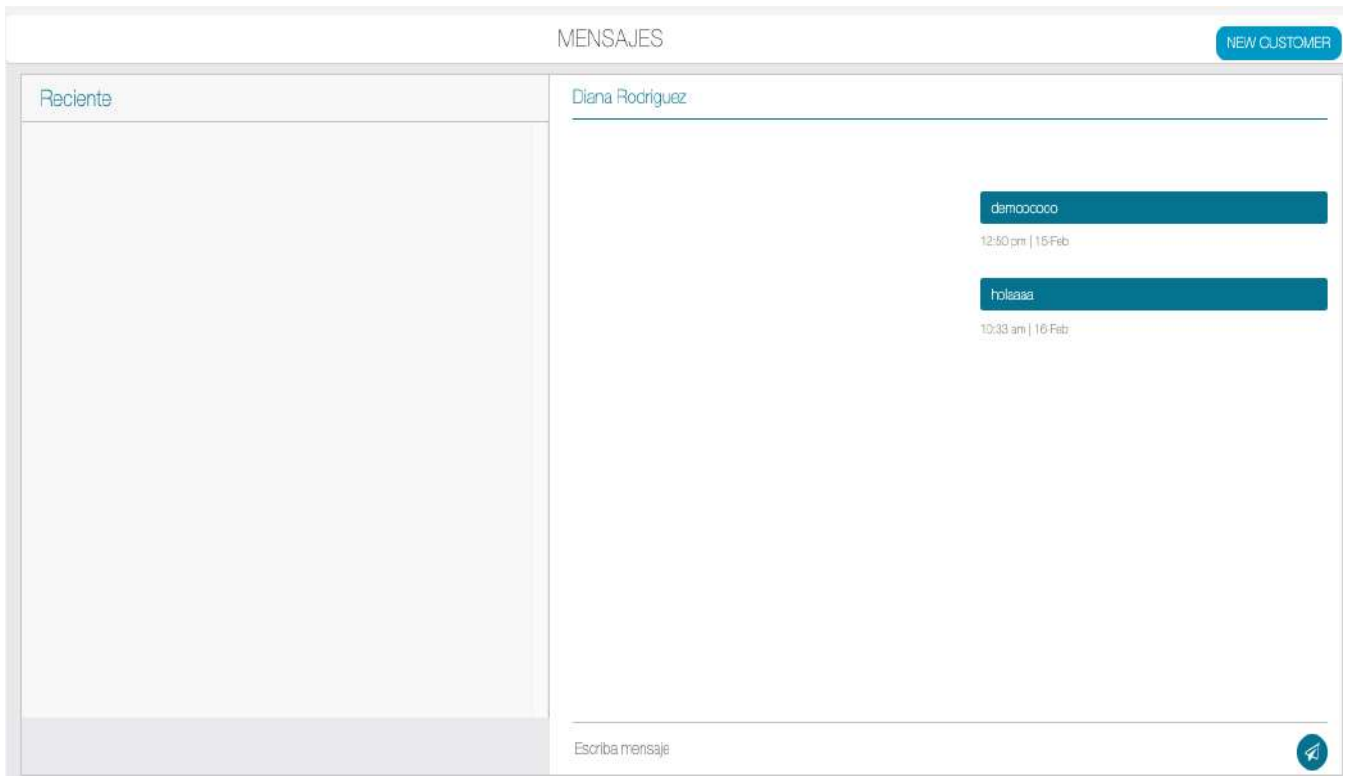 MENSAJES
NEW CUSTOMER
Reciente
Diana Rodriguez
demoococo
12:50 pm | 15 Feb
holaaaa
10:33 am | 16 Feb
Escriba mensaje